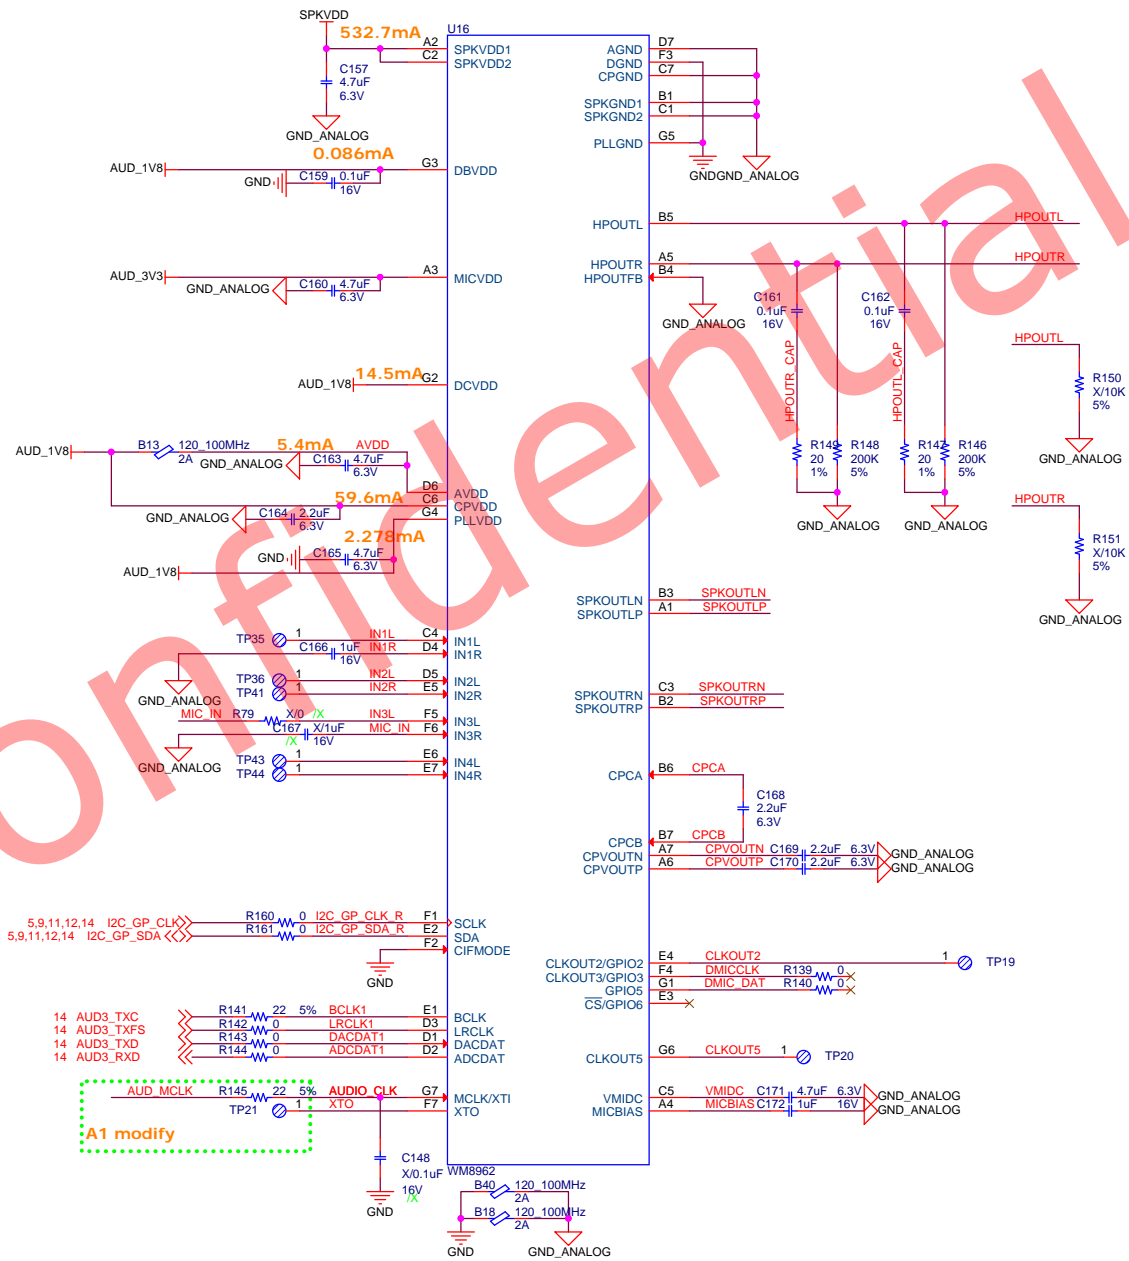 SPKVDD
532.7mA
U16
A2 SPKVDD1
C2 SPKVDD2
C157
4.7uF
6.3V
GND_ANALOG
0.086mA
AUD_1V8
G3 DBVDD
GND
C159 0.1uF
16V
AUD_3V3
A3 MICVDD
GND_ANALOG
C160 4.7uF
6.3V
14.5mA
AUD_1V8
G2 DCVDD
AUD_1V8
B13 120_100MHz
2A
5.4mA AVDD
GND_ANALOG
C163 4.7uF
6.3V
D6 AVDD
59.6mA
C6 CPVDD
GND_ANALOG
C164 2.2uF
6.3V
G4 PLLVDD
2.278mA
GND
C165 4.7uF
6.3V
AUD_1V8
TP35 1 IN1L C4 IN1L
C166 1uF IN1R D4 IN1R
16V
GND_ANALOG
TP36 1 IN2L D5 IN2L
TP41 1 IN2R E5 IN2R
MIC_IN R79 X/0 /X IN3L F5 IN3L
C167 X/1uF MIC_IN F6 IN3R
/X 16V
GND_ANALOG
TP43 1 E6 IN4L
TP44 1 E7 IN4R
5,9,11,12,14 I2C_GP_CLK R160 0 I2C_GP_CLK_R F1 SCLK
5,9,11,12,14 I2C_GP_SDA R161 0 I2C_GP_SDA_R E2 SDA
F2 CIFMODE
GND
14 AUD3_TXC R141 22 5% BCLK1 E1 BCLK
14 AUD3_TXFS R142 0 LRCLK1 D3 LRCLK
14 AUD3_TXD R143 0 DACDAT1 D1 DACDAT
14 AUD3_RXD R144 0 ADCDAT1 D2 ADCDAT
AUD_MCLK R145 22 5% AUDIO_CLK G7 MCLK/XTI
TP21 1 XTO F7 XTO
A1 modify
C148
X/0.1uF
16V
/X
GND
WM8962
B40 120_100MHz
2A
B18 120_100MHz
2A
GND
GND_ANALOG
AGND D7
DGND F3
CPGND C7
SPKGND1 B1
SPKGND2 C1
PLLGND G5
GND GND_ANALOG
HPOUTL B5 HPOUTL
HPOUTR A5 HPOUTR
HPOUTFB B4
GND_ANALOG
C161
0.1uF
16V
C162
0.1uF
16V
HPOUTR_CAP
HPOUTL_CAP
R149
20
1%
R148
200K
5%
R147
20
1%
R146
200K
5%
GND_ANALOG
GND_ANALOG
HPOUTL
R150
X/10K
5%
GND_ANALOG
HPOUTR
R151
X/10K
5%
GND_ANALOG
SPKOUTLN B3 SPKOUTLN
SPKOUTLP A1 SPKOUTLP
SPKOUTRN C3 SPKOUTRN
SPKOUTRP B2 SPKOUTRP
CPCA B6 CPCA
C168
2.2uF
6.3V
CPCB B7 CPCB
CPVOUTN A7 CPVOUTN C169 2.2uF 6.3V GND_ANALOG
CPVOUTP A6 CPVOUTP C170 2.2uF 6.3V GND_ANALOG
CLKOUT2/GPIO2 E4 CLKOUT2 1 TP19
CLKOUT3/GPIO3 F4 DMICCLK R139 0
GPIO5 G1 DMIC_DAT R140 0
CS/GPIO6 E3
CLKOUT5 G6 CLKOUT5 1 TP20
VMIDC C5 VMIDC C171 4.7uF 6.3V GND_ANALOG
MICBIAS A4 MICBIAS C172 1uF 16V GND_ANALOG
onfidential